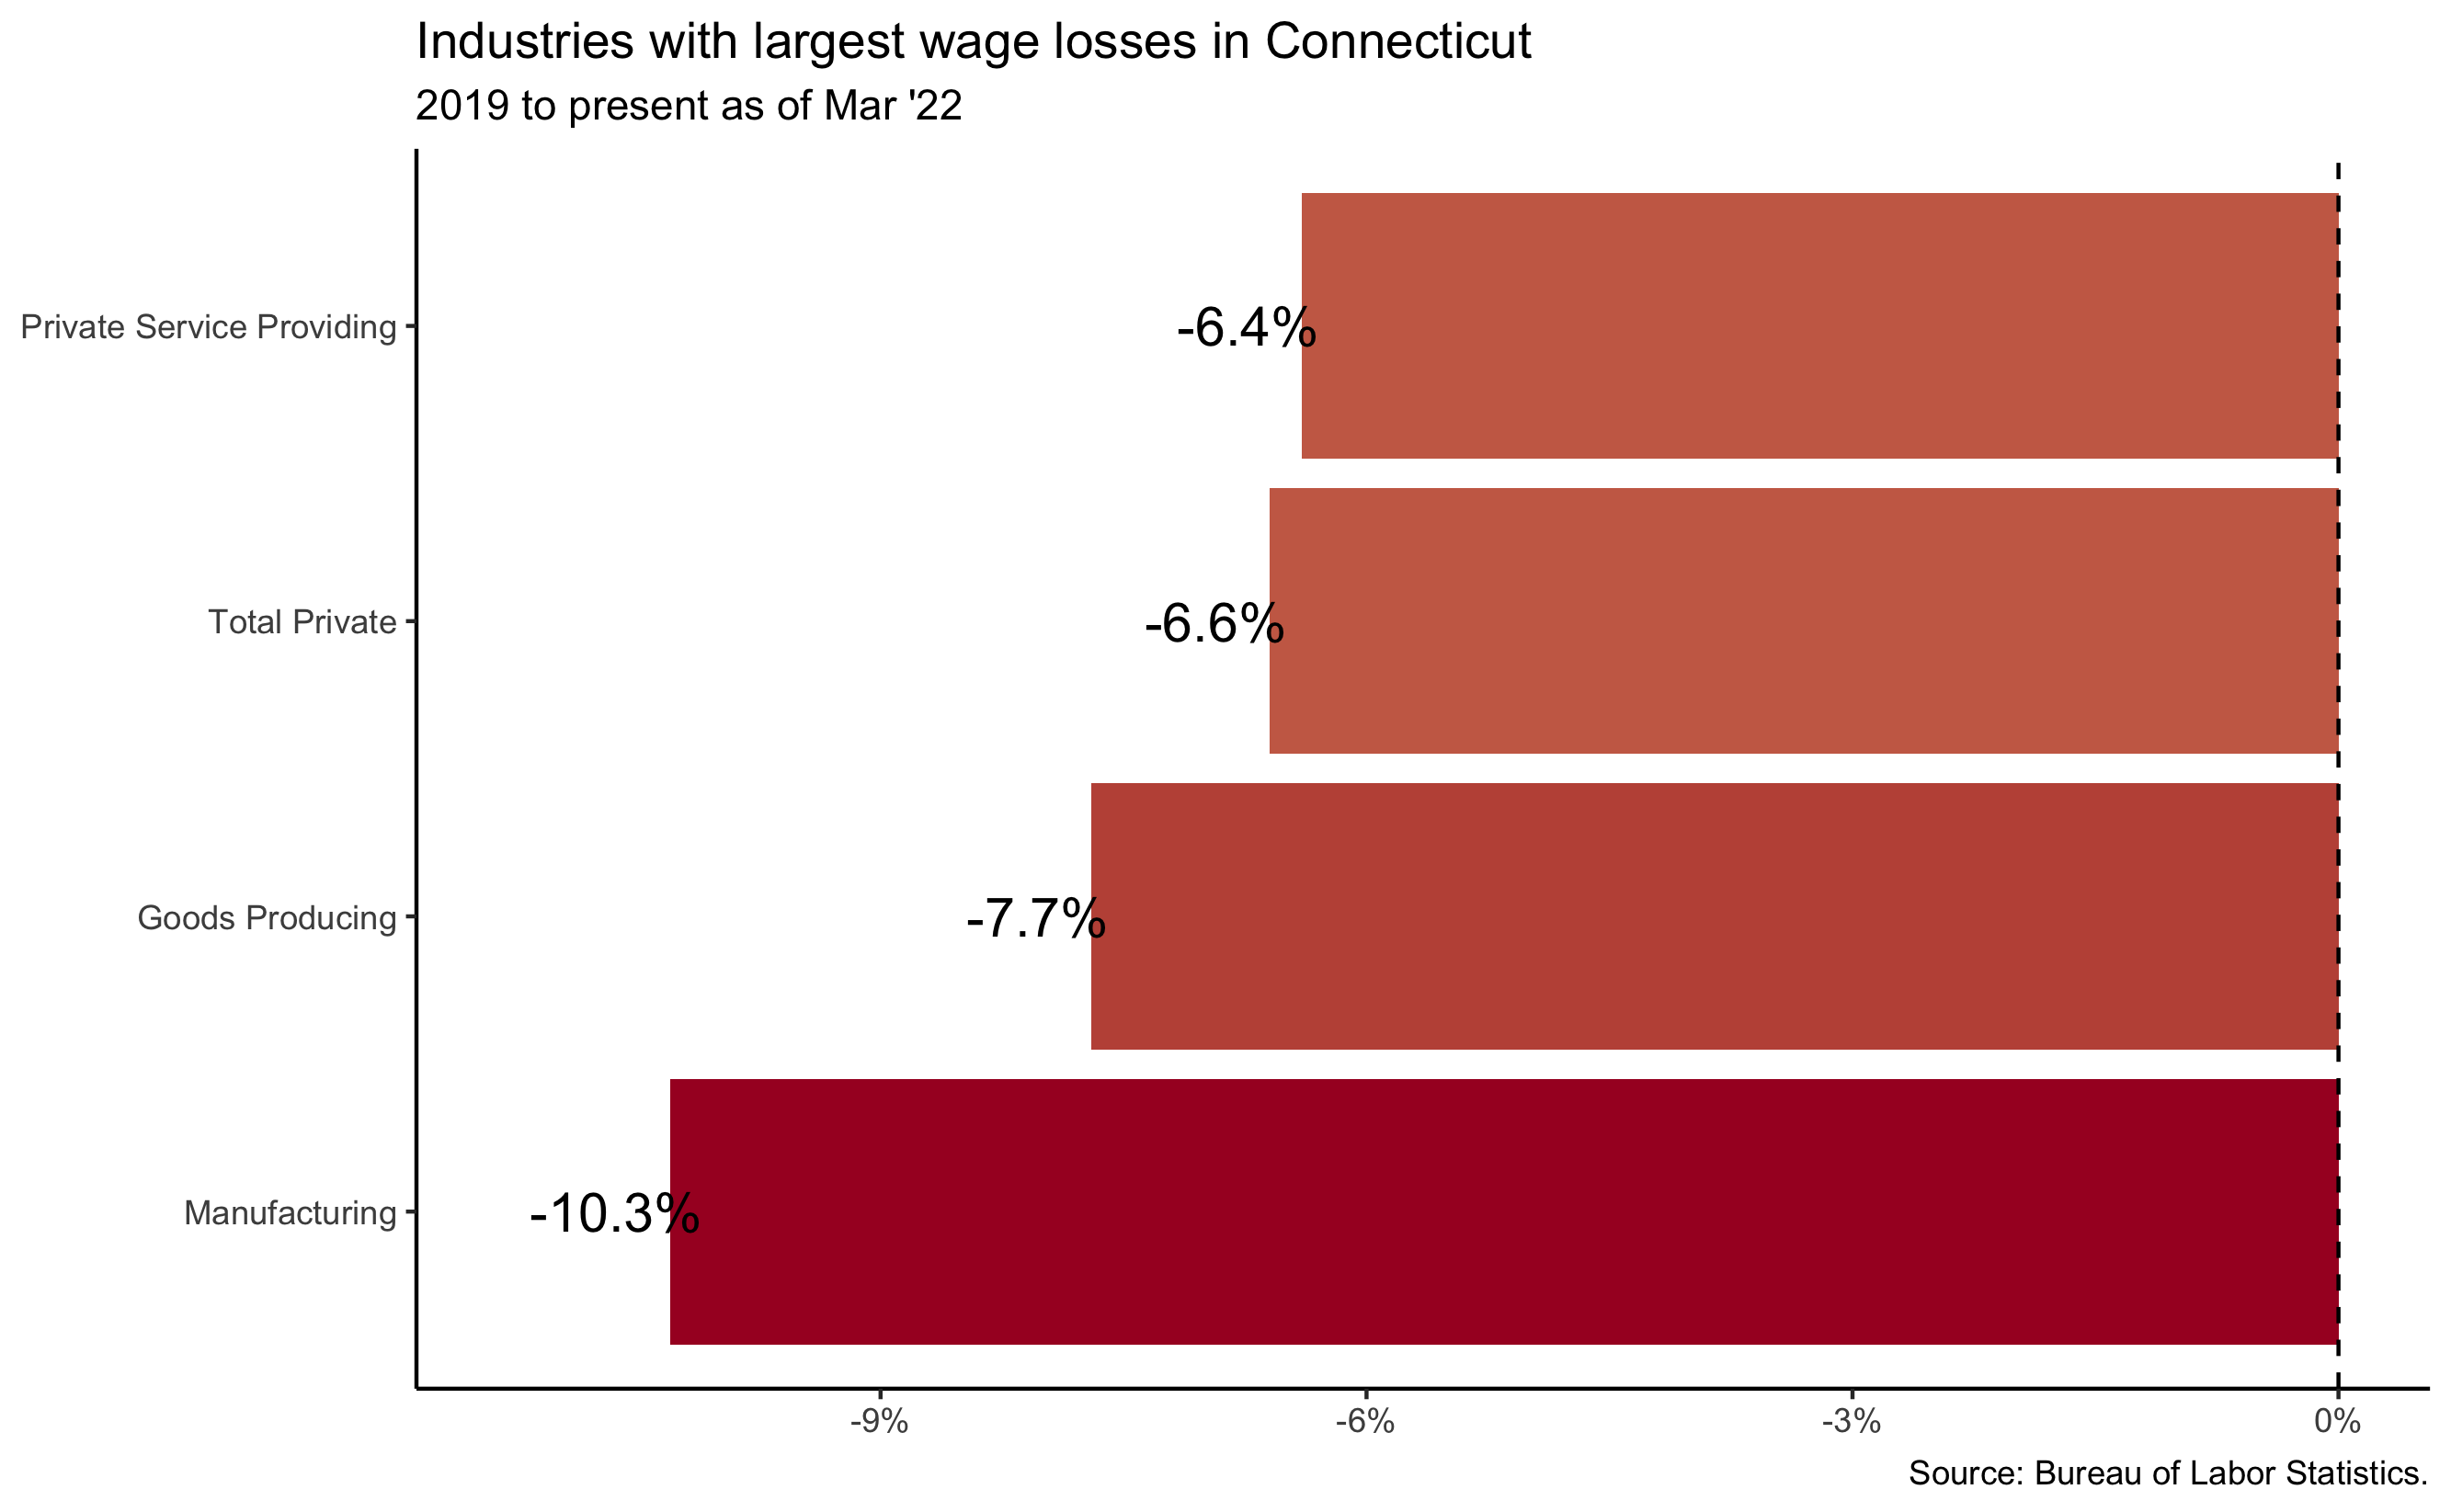 Industries with largest wage losses in Connecticut
2019 to present as of Mar '22
Private Service Providing
-6.4%
Total Private
-6.6%
Goods Producing
-7.7%
Manufacturing
-10.3%
-9% -6% -3% 0%
Source: Bureau of Labor Statistics.